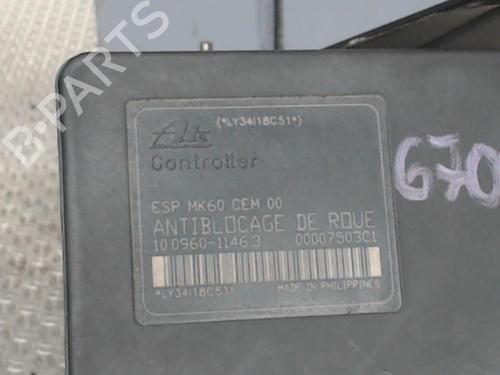 (*LY34I18C51*)
Ate
Controller
ESP MK60 CEM 00
ANTIBLOCAGE DE ROUE
10.0960-1146.3 00007503C1
*LY34I18C51* MADE IN PHILIPPINES
G70
B-PARTS